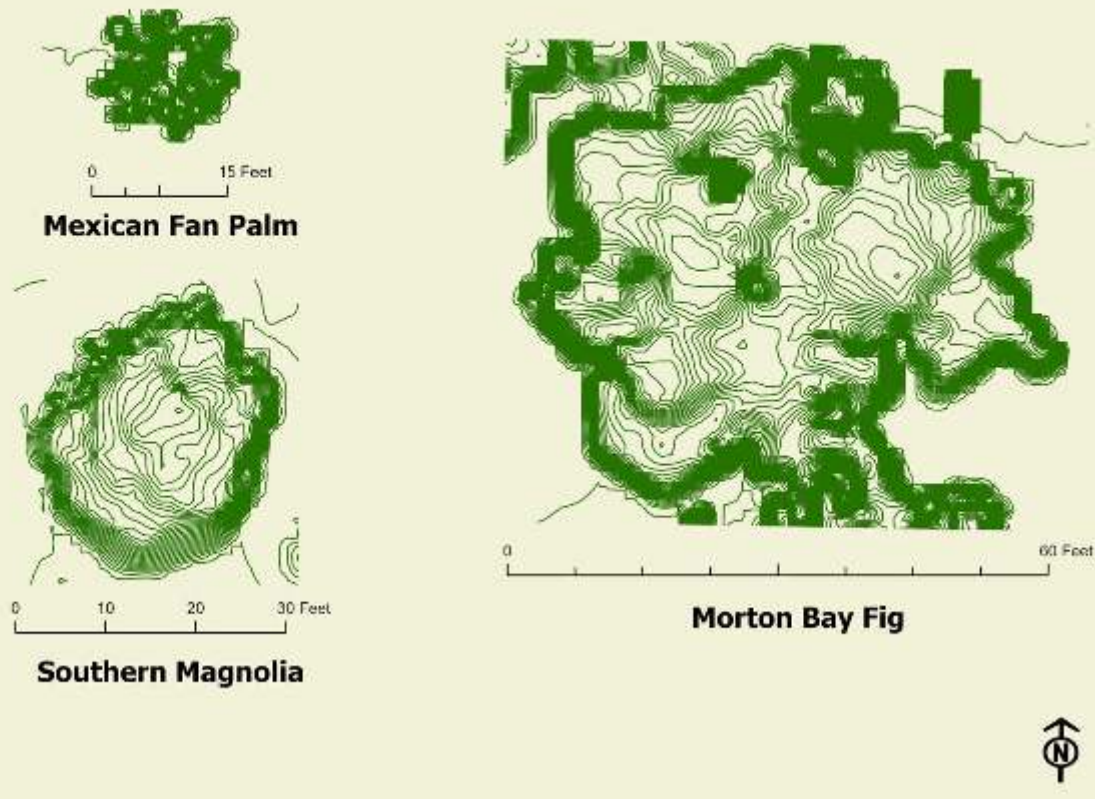 0 15 Feet
Mexican Fan Palm
0 10 20 30 Feet
Southern Magnolia
0 60 Feet
Morton Bay Fig
N